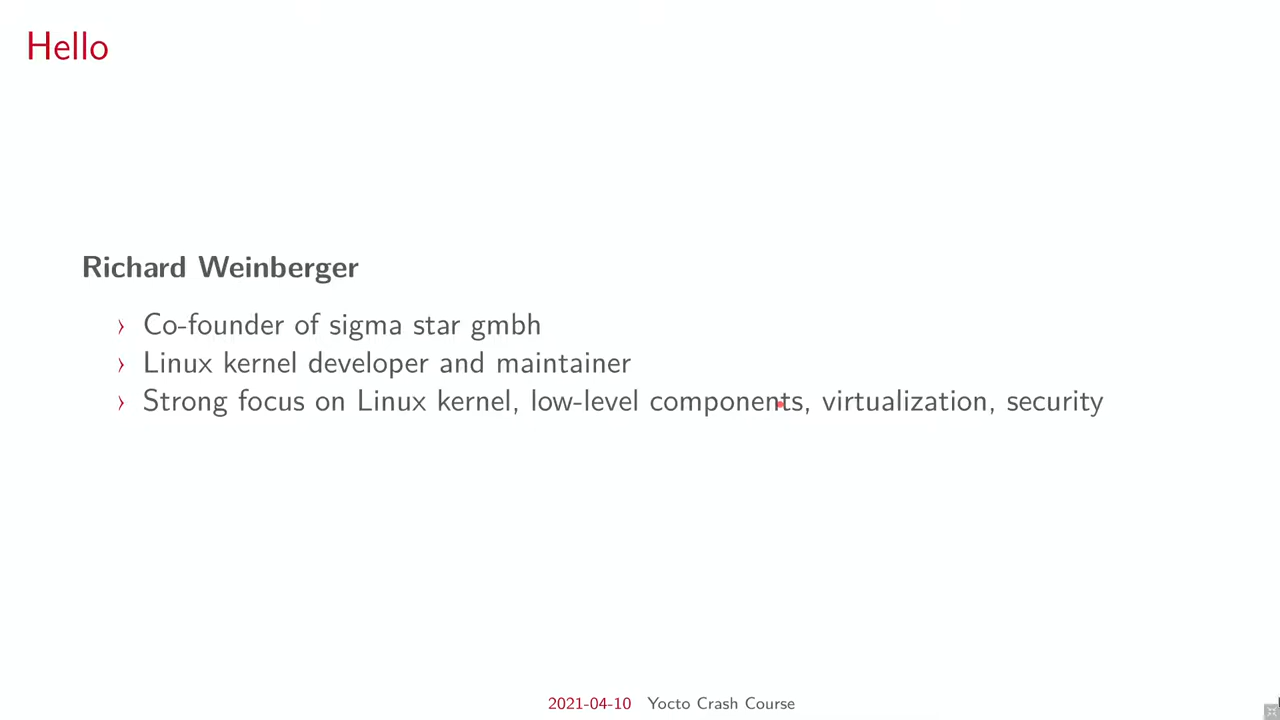 Hello
Richard Weinberger
› Co-founder of sigma star gmbh
› Linux kernel developer and maintainer
› Strong focus on Linux kernel, low-level components, virtualization, security
2021-04-10 Yocto Crash Course